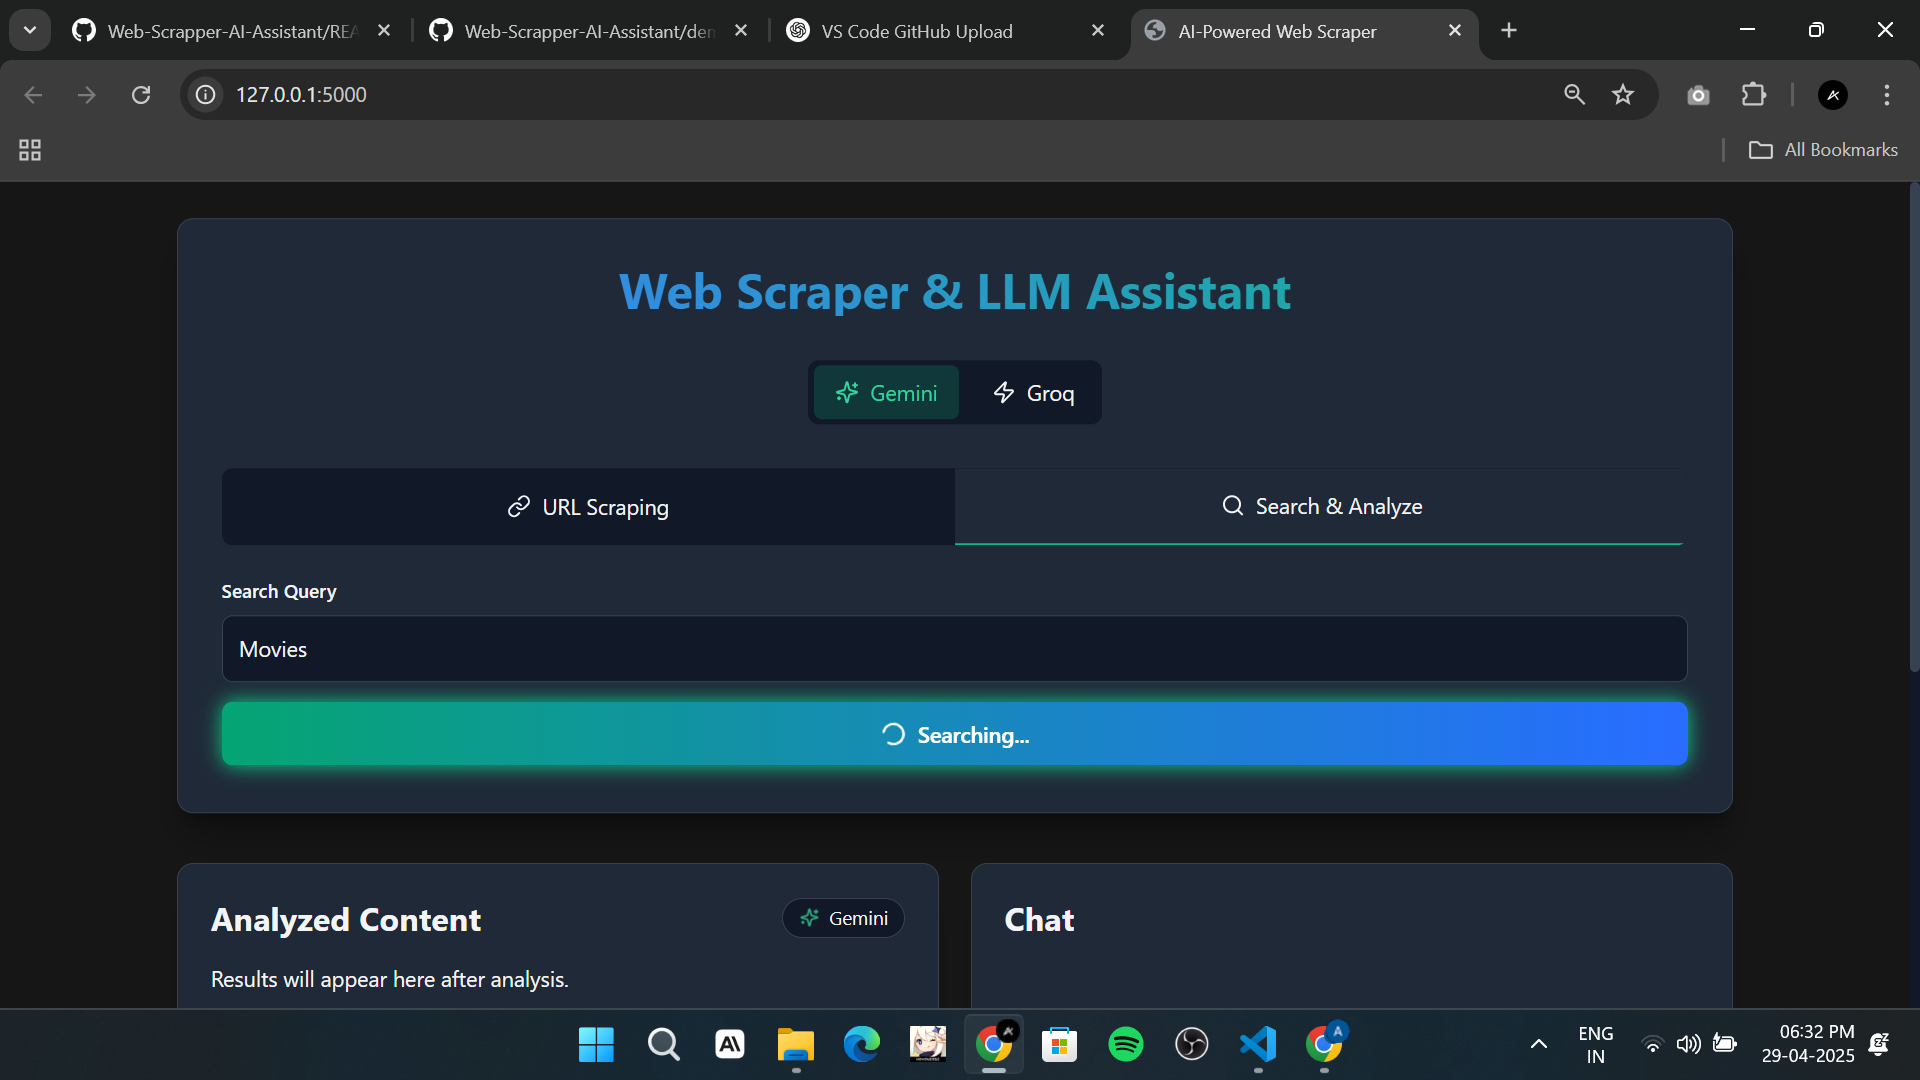 Web-Scrapper-AI-Assistant/REA
Web-Scrapper-AI-Assistant/den
VS Code GitHub Upload
AI-Powered Web Scraper
127.0.0.1:5000
All Bookmarks
Web Scraper & LLM Assistant
Gemini
Groq
URL Scraping
Search & Analyze
Search Query
Movies
Searching...
Analyzed Content
Gemini
Chat
Results will appear here after analysis.
ENG
IN
06:32 PM
29-04-2025